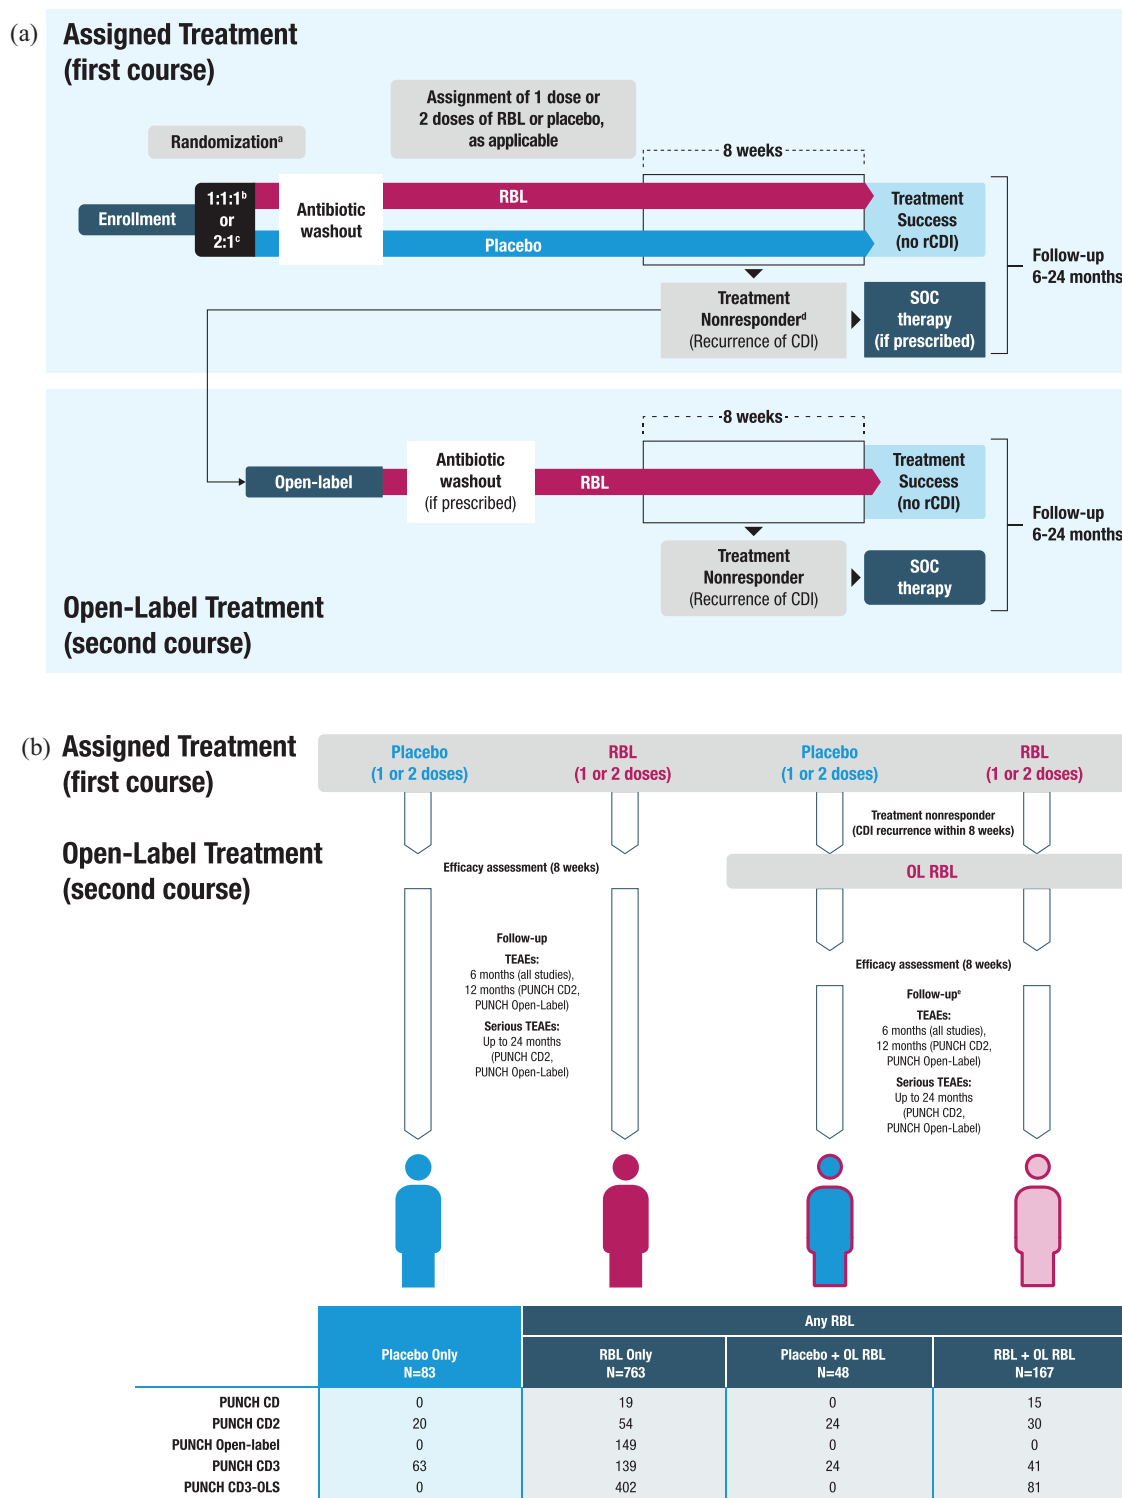 (a)
Assigned Treatment
(first course)
Assignment of 1 dose or
2 doses of RBL or placebo,
as applicable
Randomizationᵃ
8 weeks
Enrollment
1:1:1ᵇ
or
2:1ᶜ
Antibiotic
washout
RBL
Placebo
Treatment
Success
(no rCDI)
Follow-up
6-24 months
Treatment
Nonresponderᵈ
(Recurrence of CDI)
SOC
therapy
(if prescribed)
8 weeks
Open-label
Antibiotic
washout
(if prescribed)
RBL
Treatment
Success
(no rCDI)
Follow-up
6-24 months
Treatment
Nonresponder
(Recurrence of CDI)
SOC
therapy
Open-Label Treatment
(second course)
(b)
Assigned Treatment
(first course)
Placebo
(1 or 2 doses)
RBL
(1 or 2 doses)
Placebo
(1 or 2 doses)
RBL
(1 or 2 doses)
Treatment nonresponder
(CDI recurrence within 8 weeks)
Open-Label Treatment
(second course)
Efficacy assessment (8 weeks)
OL RBL
Follow-up
TEAEs:
6 months (all studies),
12 months (PUNCH CD2,
PUNCH Open-Label)
Serious TEAEs:
Up to 24 months
(PUNCH CD2,
PUNCH Open-Label)
Efficacy assessment (8 weeks)
Follow-upᵉ
TEAEs:
6 months (all studies),
12 months (PUNCH CD2,
PUNCH Open-Label)
Serious TEAEs:
Up to 24 months
(PUNCH CD2,
PUNCH Open-Label)
Any RBL
Placebo Only
N=83
RBL Only
N=763
Placebo + OL RBL
N=48
RBL + OL RBL
N=167
PUNCH CD 0 19 0 15
PUNCH CD2 20 54 24 30
PUNCH Open-label 0 149 0 0
PUNCH CD3 63 139 24 41
PUNCH CD3-OLS 0 402 0 81